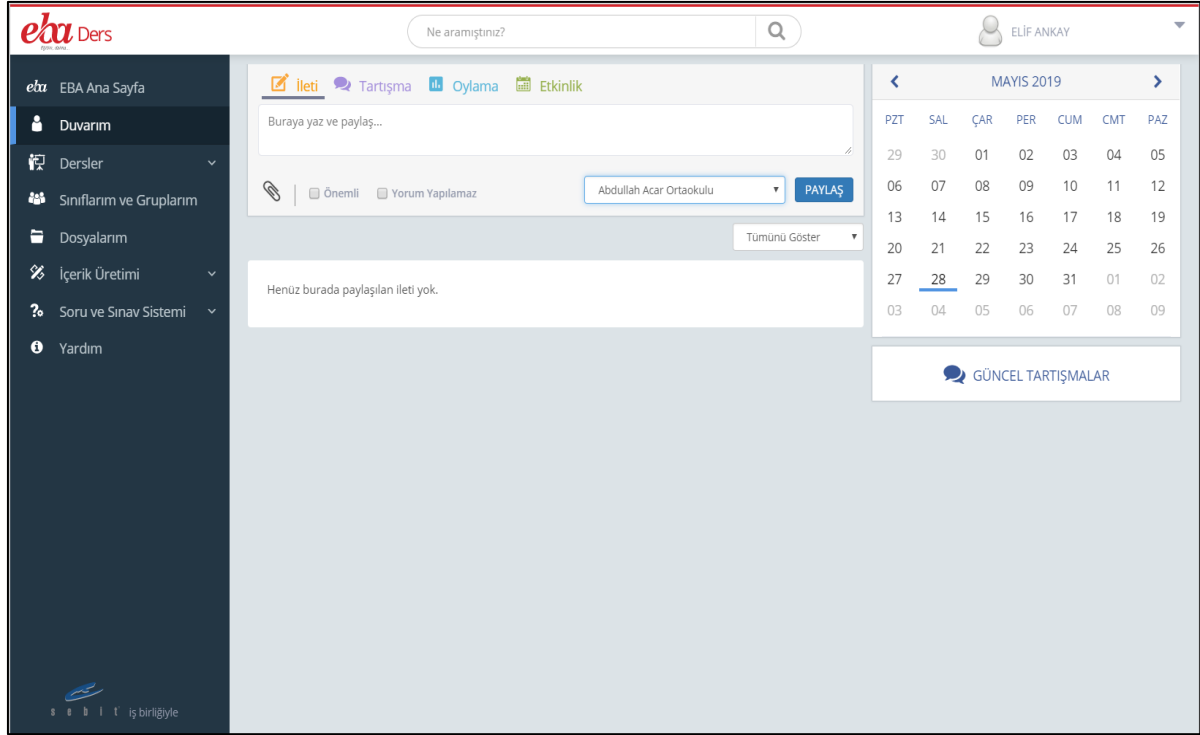 eba Ders
Eğitim, daima..
Ne aramıştınız?
ELİF ANKAY
eba EBA Ana Sayfa
Duvarım
Dersler
Sınıflarım ve Gruplarım
Dosyalarım
İçerik Üretimi
Soru ve Sınav Sistemi
Yardım
sebit iş birliğiyle
İleti Tartışma Oylama Etkinlik
Buraya yaz ve paylaş...
Önemli Yorum Yapılamaz Abdullah Acar Ortaokulu PAYLAŞ
Tümünü Göster
Henüz burada paylaşılan ileti yok.
MAYIS 2019
PZT SAL ÇAR PER CUM CMT PAZ
29 30 01 02 03 04 05
06 07 08 09 10 11 12
13 14 15 16 17 18 19
20 21 22 23 24 25 26
27 28 29 30 31 01 02
03 04 05 06 07 08 09
GÜNCEL TARTIŞMALAR